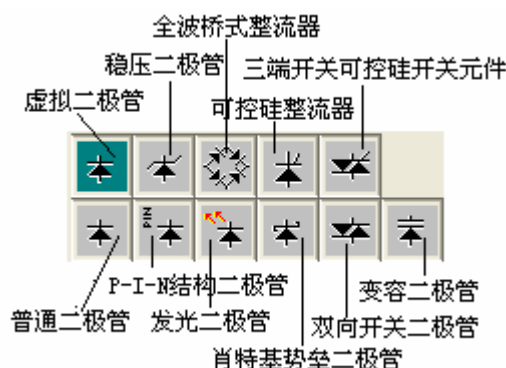 全波桥式整流器
稳压二极管
三端开关可控硅开关元件
虚拟二极管
可控硅整流器
PIN
P-I-N结构二极管
变容二极管
普通二极管
发光二极管
双向开关二极管
肖特基势垒二极管